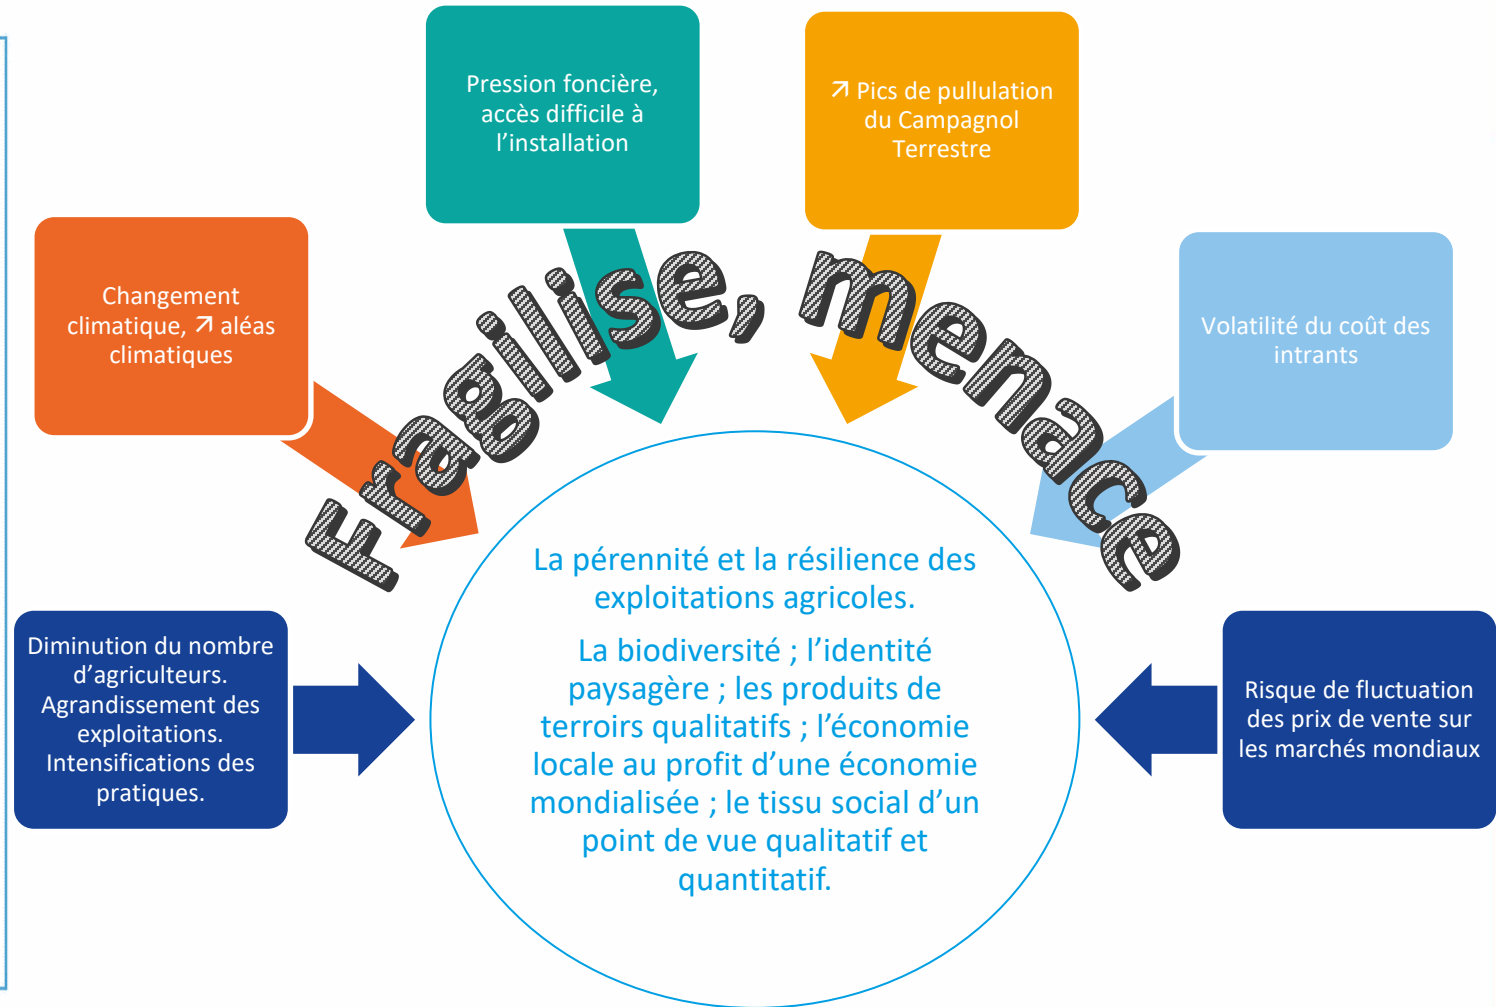 Pression foncière,
accès difficile à
l’installation
↗ Pics de pullulation
du Campagnol
Terrestre
Changement
climatique, ↗ aléas
climatiques
Volatilité du coût des
intrants
Fragilise, menace
Diminution du nombre
d’agriculteurs.
Agrandissement des
exploitations.
Intensifications des
pratiques.
La pérennité et la résilience des
exploitations agricoles.
La biodiversité ; l’identité
paysagère ; les produits de
terroirs qualitatifs ; l’économie
locale au profit d’une économie
mondialisée ; le tissu social d’un
point de vue qualitatif et
quantitatif.
Risque de fluctuation
des prix de vente sur
les marchés mondiaux